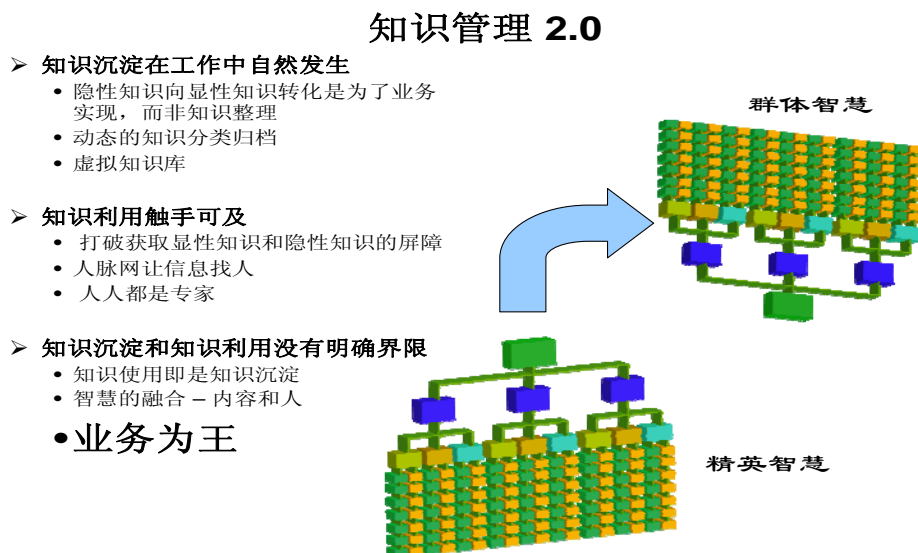 知识管理 2.0
➢ 知识沉淀在工作中自然发生
• 隐性知识向显性知识转化是为了业务
实现，而非知识整理
• 动态的知识分类归档
• 虚拟知识库
➢ 知识利用触手可及
• 打破获取显性知识和隐性知识的屏障
• 人脉网让信息找人
• 人人都是专家
➢ 知识沉淀和知识利用没有明确界限
• 知识使用即是知识沉淀
• 智慧的融合 – 内容和人
•业务为王
群体智慧
精英智慧